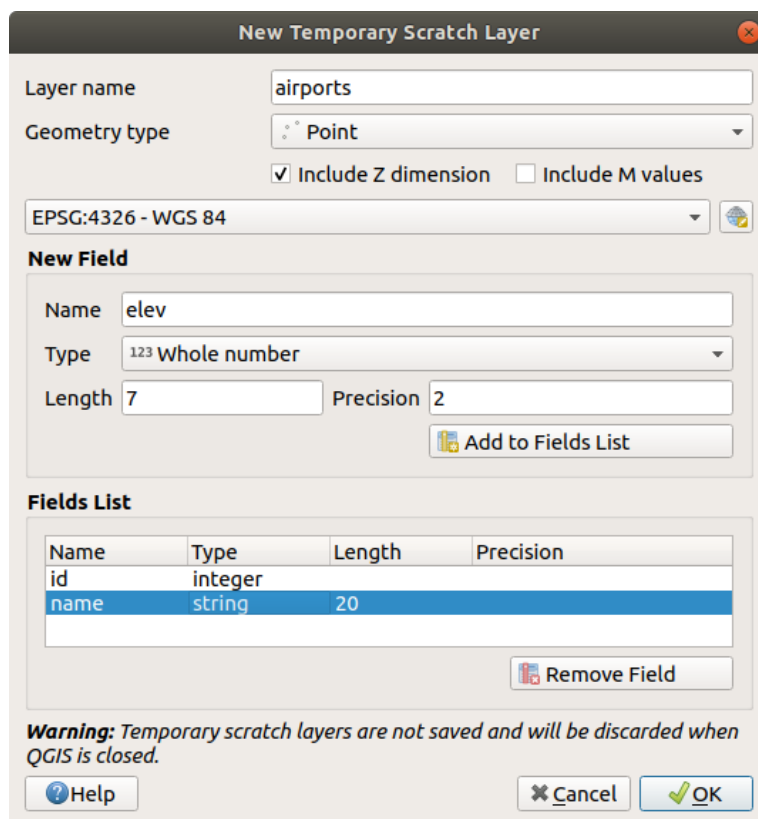 New Temporary Scratch Layer
Layer name airports
Geometry type Point
Include Z dimension Include M values
EPSG:4326 - WGS 84
New Field
Name elev
Type 123 Whole number
Length 7 Precision 2
Add to Fields List
Fields List
Name Type Length Precision
id integer
name string 20
Remove Field
Warning: Temporary scratch layers are not saved and will be discarded when
QGIS is closed.
Help Cancel OK